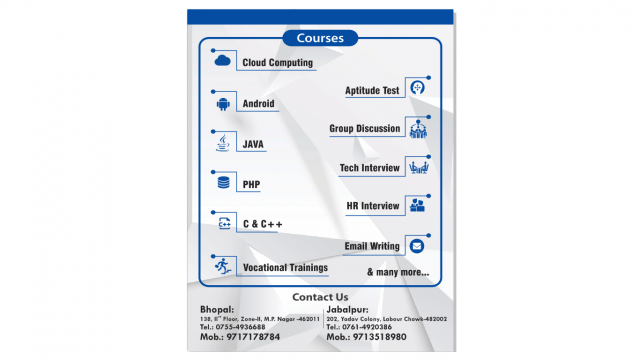 Courses
Cloud Computing
Aptitude Test
Android
Group Discussion
JAVA
Tech Interview
PHP
HR Interview
C++
C & C++
Email Writing
Vocational Trainings
& many more...
Contact Us
Bhopal:
138, IInd Floor, Zone-II, M.P. Nagar -462011
Tel.: 0755-4936688
Mob.: 9717178784
Jabalpur:
202, Yadav Colony, Labour Chowk-482002
Tel.: 0761-4920386
Mob.: 9713518980